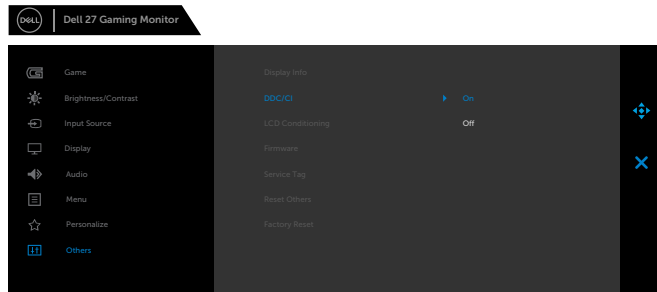 DELL
Dell 27 Gaming Monitor
Game
Display Info
Brightness/Contrast
DDC/CI
On
Input Source
LCD Conditioning
Off
Display
Firmware
Audio
Service Tag
Menu
Reset Others
Personalize
Factory Reset
Others